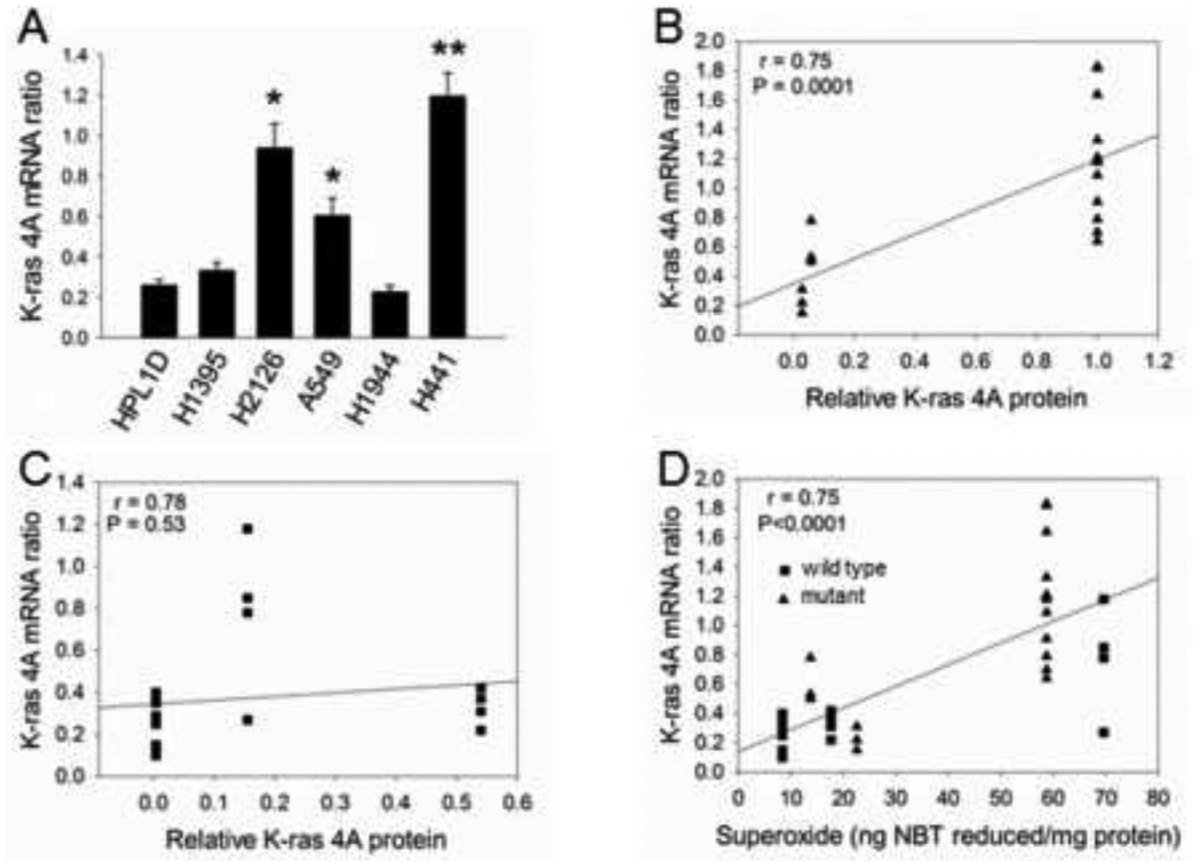 A
K-ras 4A mRNA ratio
1.4
1.2
1.0
0.8
0.6
0.4
0.2
0.0
*
*
**
HPL1D
H1395
H2126
A549
H1944
H441
B
K-ras 4A mRNA ratio
2.0
1.8
1.6
1.4
1.2
1.0
0.8
0.6
0.4
0.2
0.0
r = 0.75
P = 0.0001
0.0 0.2 0.4 0.6 0.8 1.0 1.2
Relative K-ras 4A protein
C
K-ras 4A mRNA ratio
1.4
1.2
1.0
0.8
0.6
0.4
0.2
0.0
r = 0.78
P = 0.53
0.0 0.1 0.2 0.3 0.4 0.5 0.6
Relative K-ras 4A protein
D
K-ras 4A mRNA ratio
2.0
1.8
1.6
1.4
1.2
1.0
0.8
0.6
0.4
0.2
0.0
r = 0.75
P<0.0001
wild type
mutant
0 10 20 30 40 50 60 70 80
Superoxide (ng NBT reduced/mg protein)